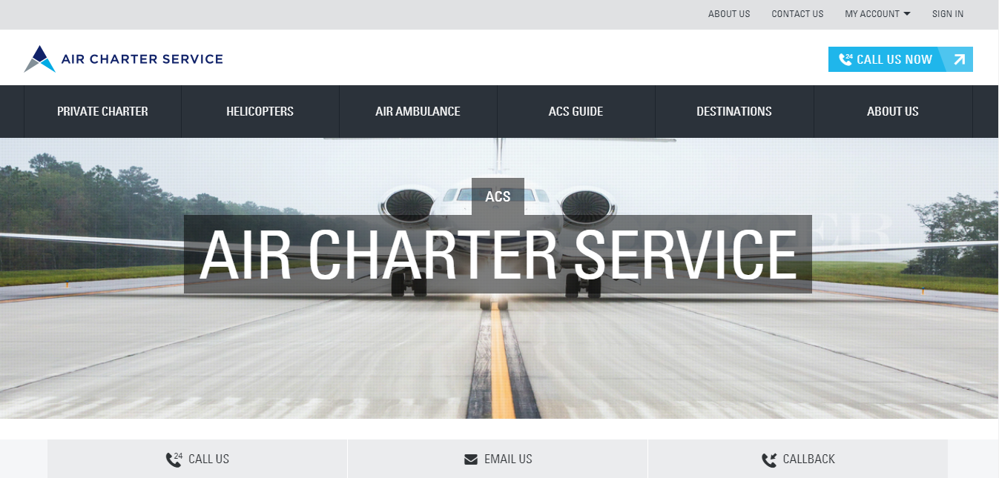 ABOUT US CONTACT US MY ACCOUNT SIGN IN
AIR CHARTER SERVICE
24 CALL US NOW
PRIVATE CHARTER HELICOPTERS AIR AMBULANCE ACS GUIDE DESTINATIONS ABOUT US
ACS
AIR CHARTER SERVICE
24 CALL US EMAIL US CALLBACK